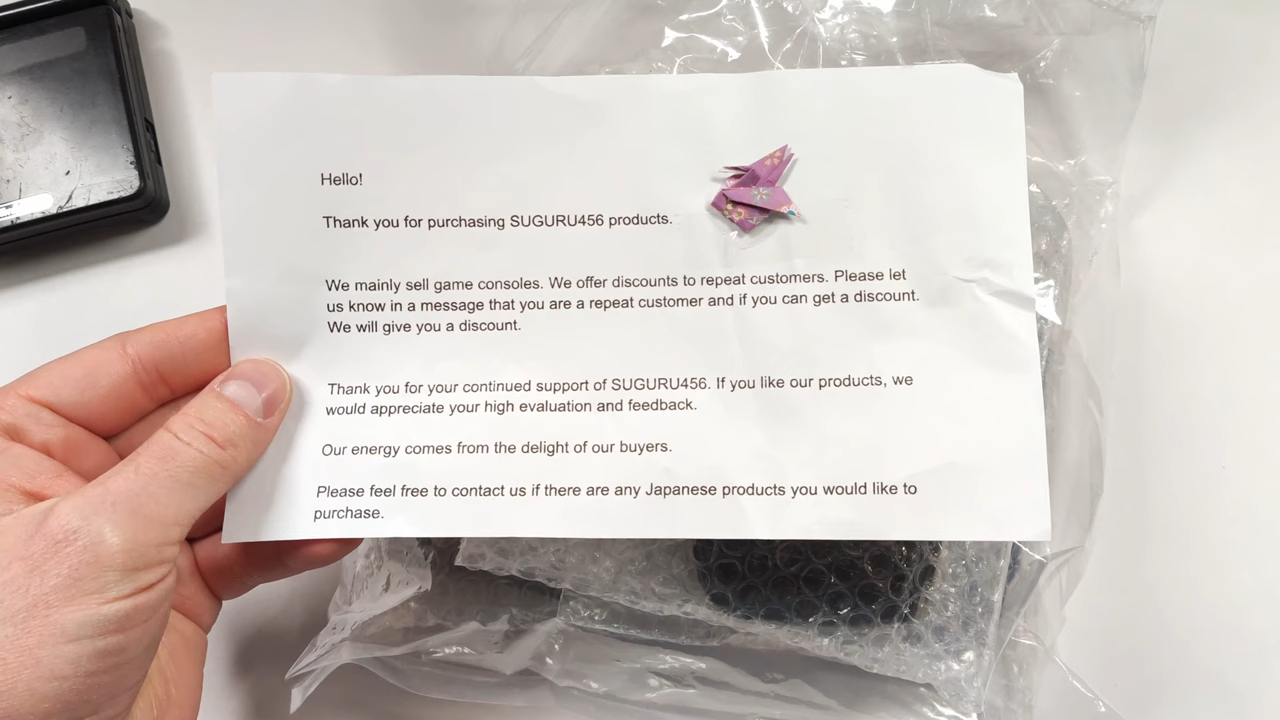 Hello!
Thank you for purchasing SUGURU456 products.
We mainly sell game consoles. We offer discounts to repeat customers. Please let
us know in a message that you are a repeat customer and if you can get a discount.
We will give you a discount.
Thank you for your continued support of SUGURU456. If you like our products, we
would appreciate your high evaluation and feedback.
Our energy comes from the delight of our buyers.
Please feel free to contact us if there are any Japanese products you would like to
purchase.